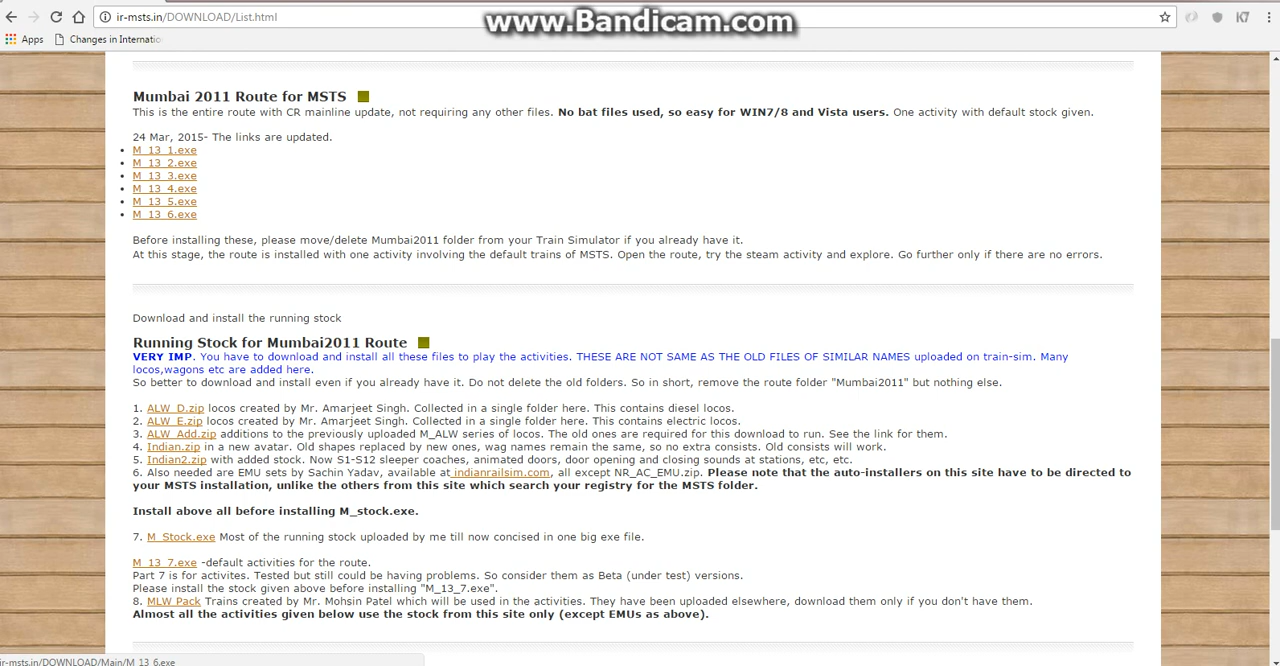 www.Bandicam.com
ir-msts.in/DOWNLOAD/List.html
Apps Changes in Internatio
Mumbai 2011 Route for MSTS
This is the entire route with CR mainline update, not requiring any other files. No bat files used, so easy for WIN7/8 and Vista users. One activity with default stock given.
24 Mar, 2015- The links are updated.
M_13_1.exe
M_13_2.exe
M_13_3.exe
M_13_4.exe
M_13_5.exe
M_13_6.exe
Before installing these, please move/delete Mumbai2011 folder from your Train Simulator if you already have it.
At this stage, the route is installed with one activity involving the default trains of MSTS. Open the route, try the steam activity and explore. Go further only if there are no errors.
Download and install the running stock
Running Stock for Mumbai2011 Route
VERY IMP. You have to download and install all these files to play the activities. THESE ARE NOT SAME AS THE OLD FILES OF SIMILAR NAMES uploaded on train-sim. Many
locos,wagons etc are added here.
So better to download and install even if you already have it. Do not delete the old folders. So in short, remove the route folder "Mumbai2011" but nothing else.
1. ALW_D.zip locos created by Mr. Amarjeet Singh. Collected in a single folder here. This contains diesel locos.
2. ALW_E.zip locos created by Mr. Amarjeet Singh. Collected in a single folder here. This contains electric locos.
3. ALW_Add.zip additions to the previously uploaded M_ALW series of locos. The old ones are required for this download to run. See the link for them.
4. Indian.zip in a new avatar. Old shapes replaced by new ones, wag names remain the same, so no extra consists. Old consists will work.
5. Indian2.zip with added stock. Now S1-S12 sleeper coaches, animated doors, door opening and closing sounds at stations, etc, etc.
6. Also needed are EMU sets by Sachin Yadav, available at indianrailsim.com, all except NR_AC_EMU.zip. Please note that the auto-installers on this site have to be directed to
your MSTS installation, unlike the others from this site which search your registry for the MSTS folder.
Install above all before installing M_stock.exe.
7. M_Stock.exe Most of the running stock uploaded by me till now concised in one big exe file.
M_13_7.exe -default activities for the route.
Part 7 is for activites. Tested but still could be having problems. So consider them as Beta (under test) versions.
Please install the stock given above before installing "M_13_7.exe".
8. MLW Pack Trains created by Mr. Mohsin Patel which will be used in the activities. They have been uploaded elsewhere, download them only if you don't have them.
Almost all the activities given below use the stock from this site only (except EMUs as above).
ir-msts.in/DOWNLOAD/Main/M_13_6.exe